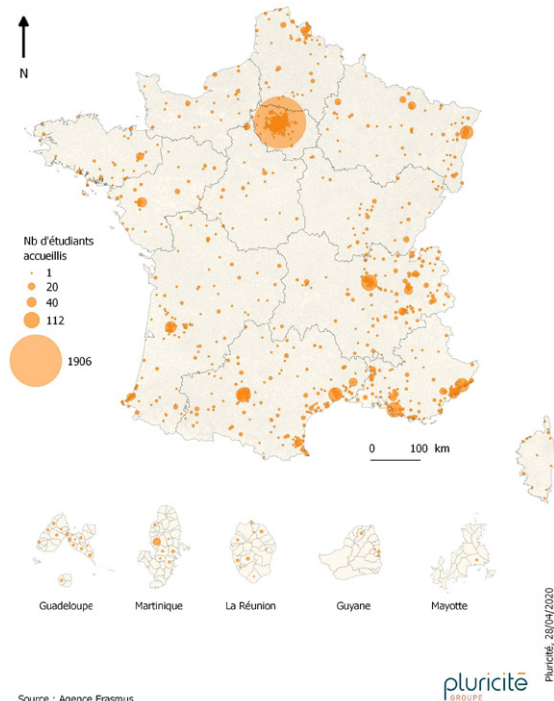 N
Nb d'étudiants
accueillis
1
20
40
112
1906
0 100 km
Guadeloupe
Martinique
La Réunion
Guyane
Mayotte
Pluricité, 28/04/2020
pluricité
GROUPE
Source : Agence Erasmus